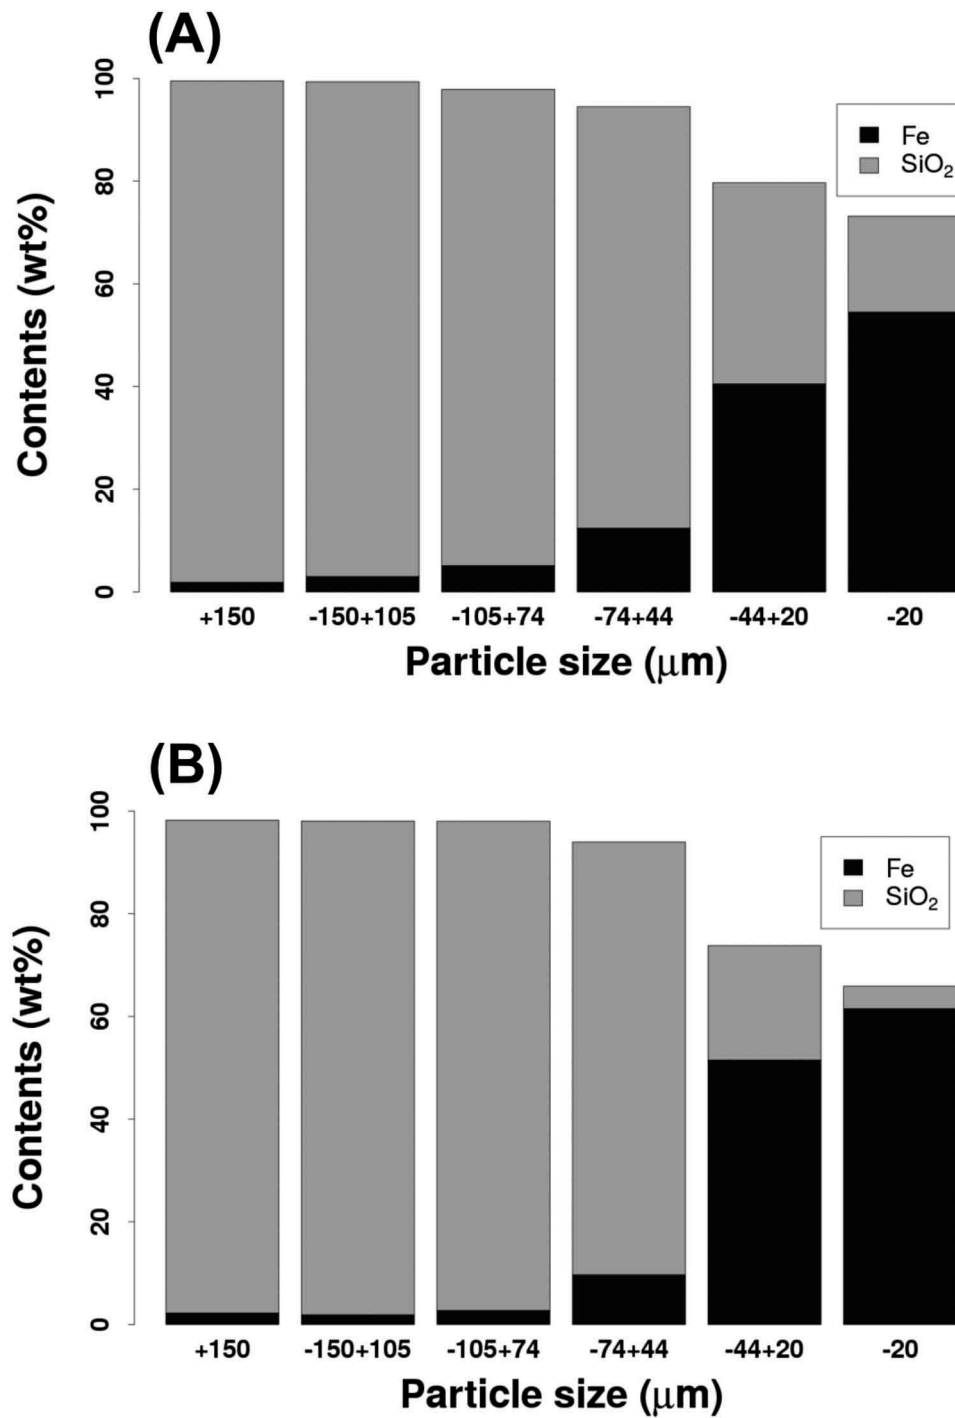 (A)
Contents (wt%)
100
80
60
40
20
0
Fe
SiO₂
+150 -150+105 -105+74 -74+44 -44+20 -20
Particle size (μm)
(B)
Contents (wt%)
100
80
60
40
20
0
Fe
SiO₂
+150 -150+105 -105+74 -74+44 -44+20 -20
Particle size (μm)